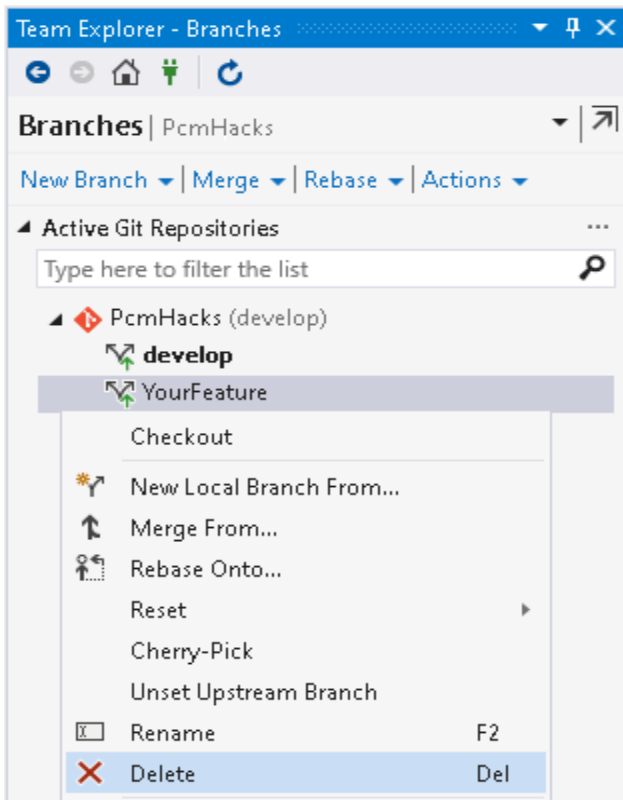 Team Explorer - Branches
Branches | PcmHacks
New Branch | Merge | Rebase | Actions
Active Git Repositories
Type here to filter the list
PcmHacks (develop)
develop
YourFeature
Checkout
New Local Branch From...
Merge From...
Rebase Onto...
Reset
Cherry-Pick
Unset Upstream Branch
Rename F2
Delete Del